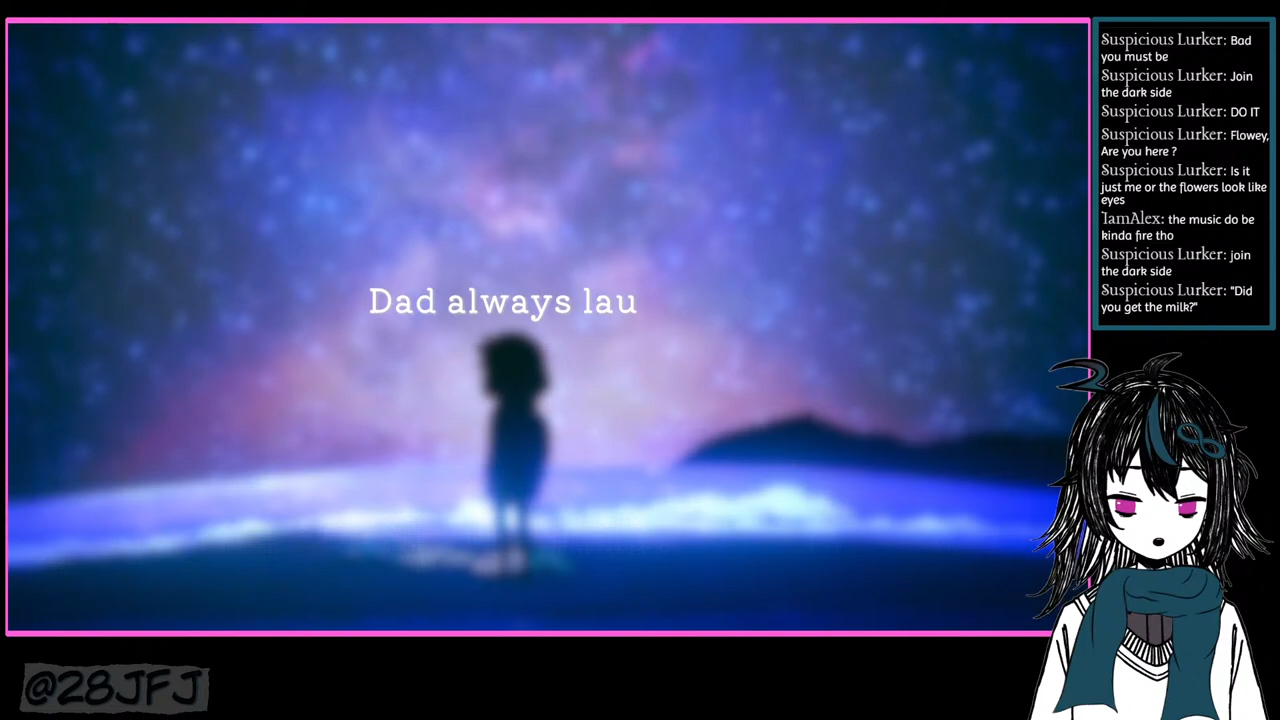 Dad always lau
Suspicious Lurker: Bad
you must be
Suspicious Lurker: Join
the dark side
Suspicious Lurker: DO IT
Suspicious Lurker: Flowey,
Are you here ?
Suspicious Lurker: Is it
just me or the flowers look like
eyes
IamAlex: the music do be
kinda fire tho
Suspicious Lurker: join
the dark side
Suspicious Lurker: "Did
you get the milk?"
@28JFJ